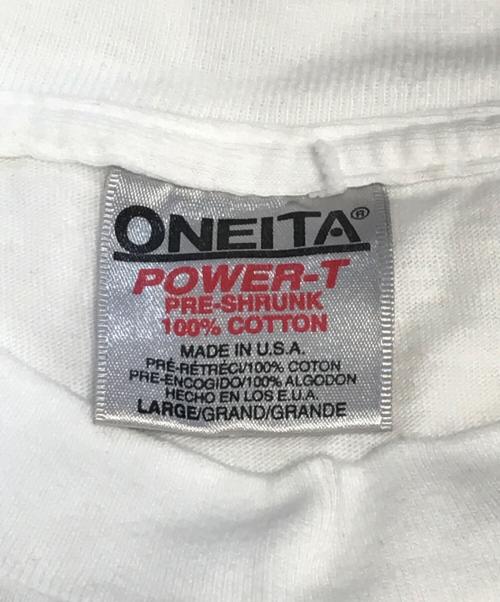 ONEITA®
POWER-T
PRE-SHRUNK
100% COTTON
MADE IN U.S.A.
PRÉ-RÉTRÉCI/100% COTON
PRE-ENCOGIDO/100% ALGODON
HECHO EN LOS E.U.A.
LARGE/GRAND/GRANDE